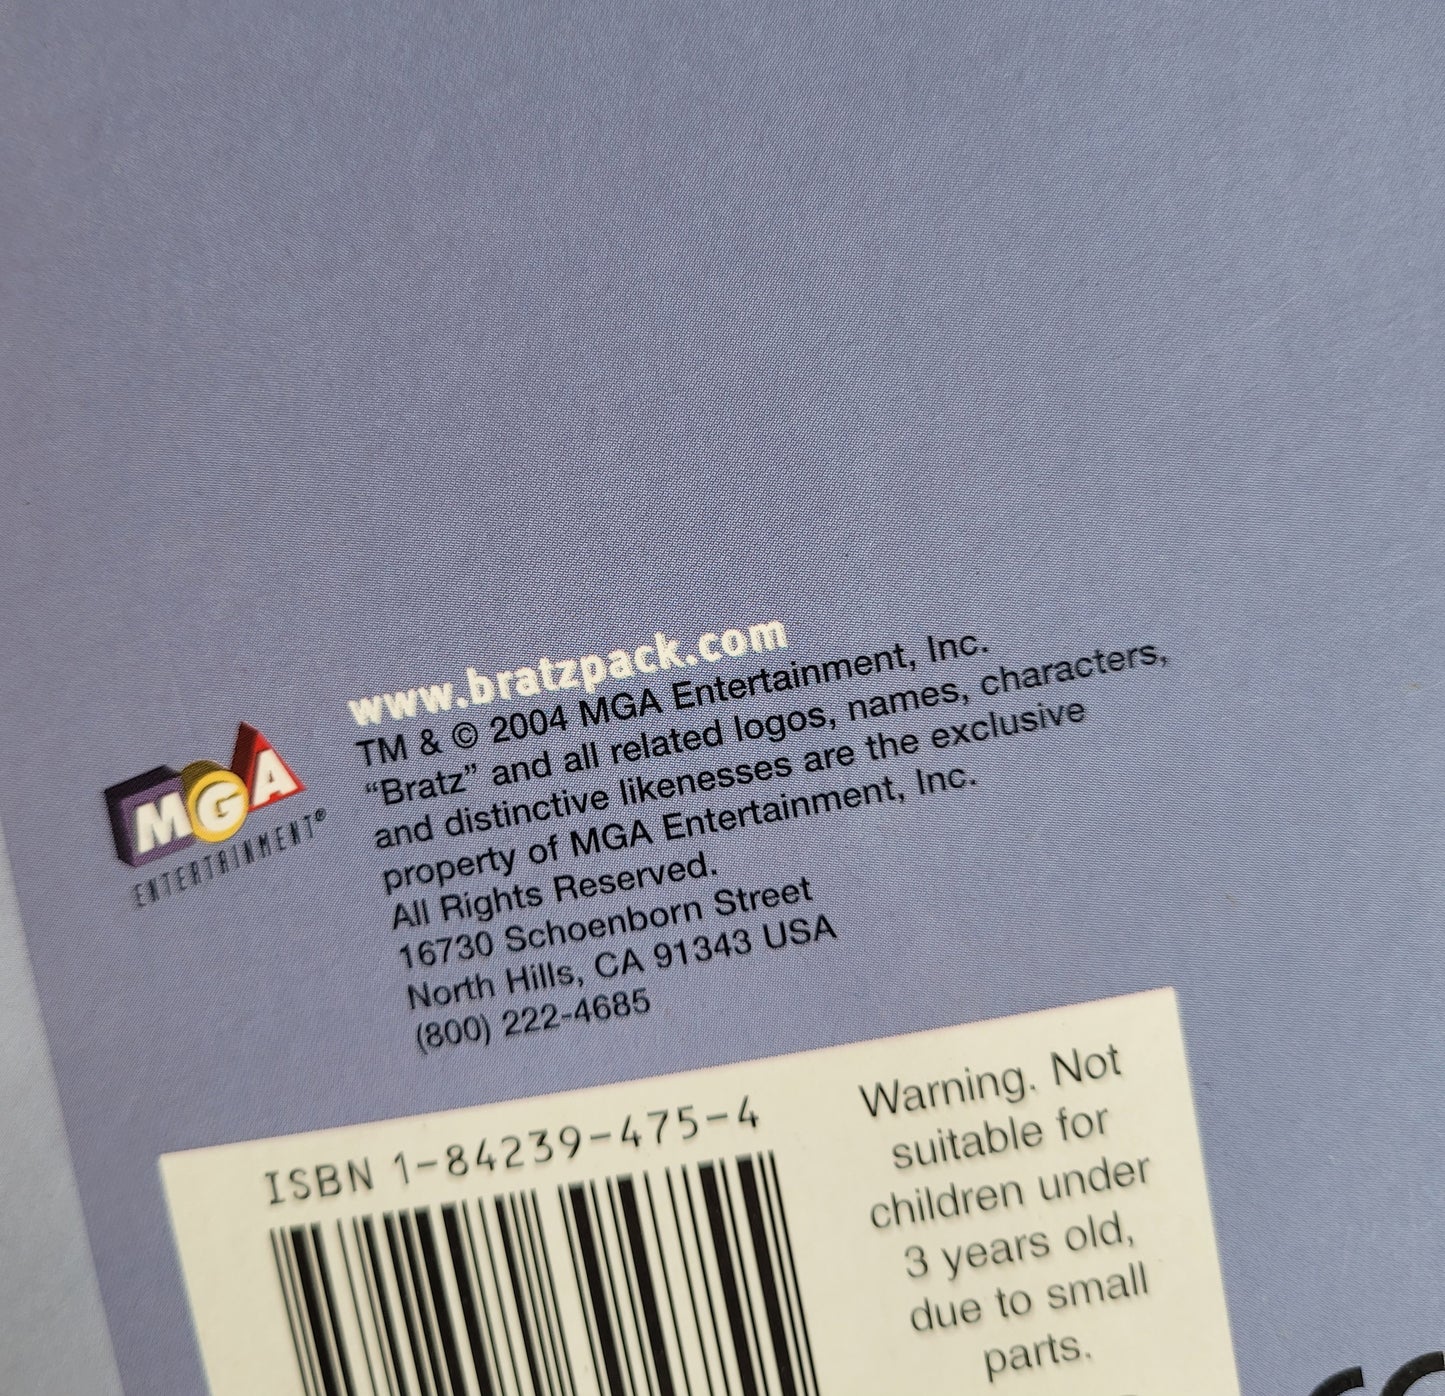 www.bratzpack.com
TM & © 2004 MGA Entertainment, Inc.
“Bratz” and all related logos, names, characters,
and distinctive likenesses are the exclusive
property of MGA Entertainment, Inc.
All Rights Reserved.
16730 Schoenborn Street
North Hills, CA 91343 USA
(800) 222-4685
MGA
ENTERTAINMENT®
ISBN 1-84239-475-4
Warning. Not
suitable for
children under
3 years old,
due to small
parts.